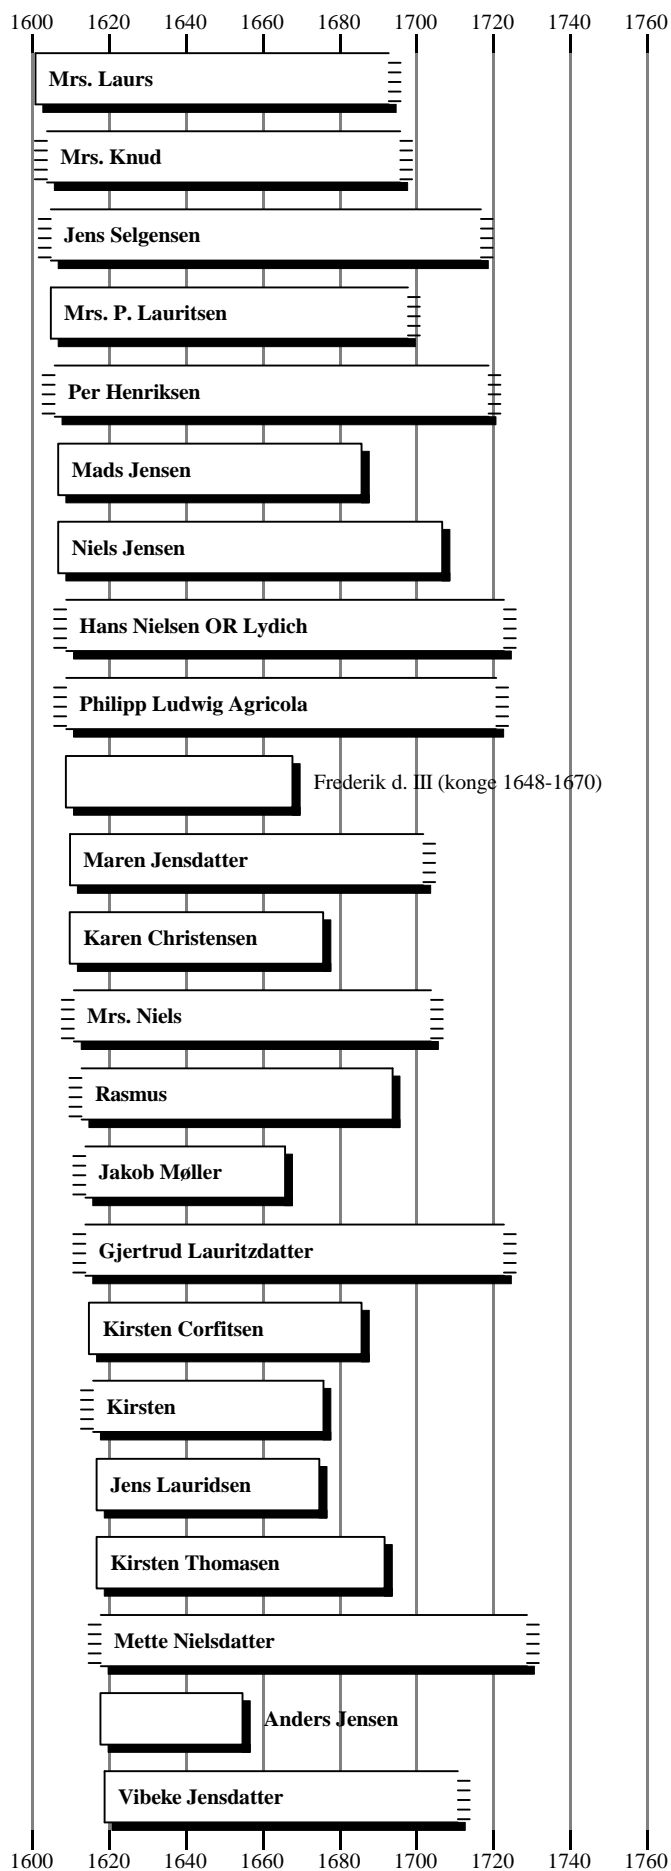 1600 1620 1640 1660 1680 1700 1720 1740 1760
Mrs. Laurs
Mrs. Knud
Jens Selgensen
Mrs. P. Lauritsen
Per Henriksen
Mads Jensen
Niels Jensen
Hans Nielsen OR Lydich
Philipp Ludwig Agricola
Frederik d. III (konge 1648-1670)
Maren Jensdatter
Karen Christensen
Mrs. Niels
Rasmus
Jakob Møller
Gjertrud Lauritzdatter
Kirsten Corfitsen
Kirsten
Jens Lauridsen
Kirsten Thomasen
Mette Nielsdatter
Anders Jensen
Vibeke Jensdatter
1600 1620 1640 1660 1680 1700 1720 1740 1760